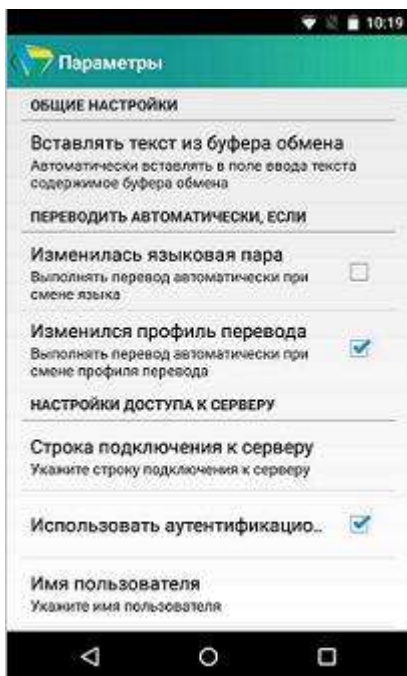 10:19
Параметры
ОБЩИЕ НАСТРОЙКИ
Вставлять текст из буфера обмена
Автоматически вставлять в поле ввода текста
содержимое буфера обмена
ПЕРЕВОДИТЬ АВТОМАТИЧЕСКИ, ЕСЛИ
Изменилась языковая пара
Выполнять перевод автоматически при
смене языка
Изменился профиль перевода
Выполнять перевод автоматически при
смене профиля перевода
НАСТРОЙКИ ДОСТУПА К СЕРВЕРУ
Строка подключения к серверу
Укажите строку подключения к серверу
Использовать аутентификацио..
Имя пользователя
Укажите имя пользователя